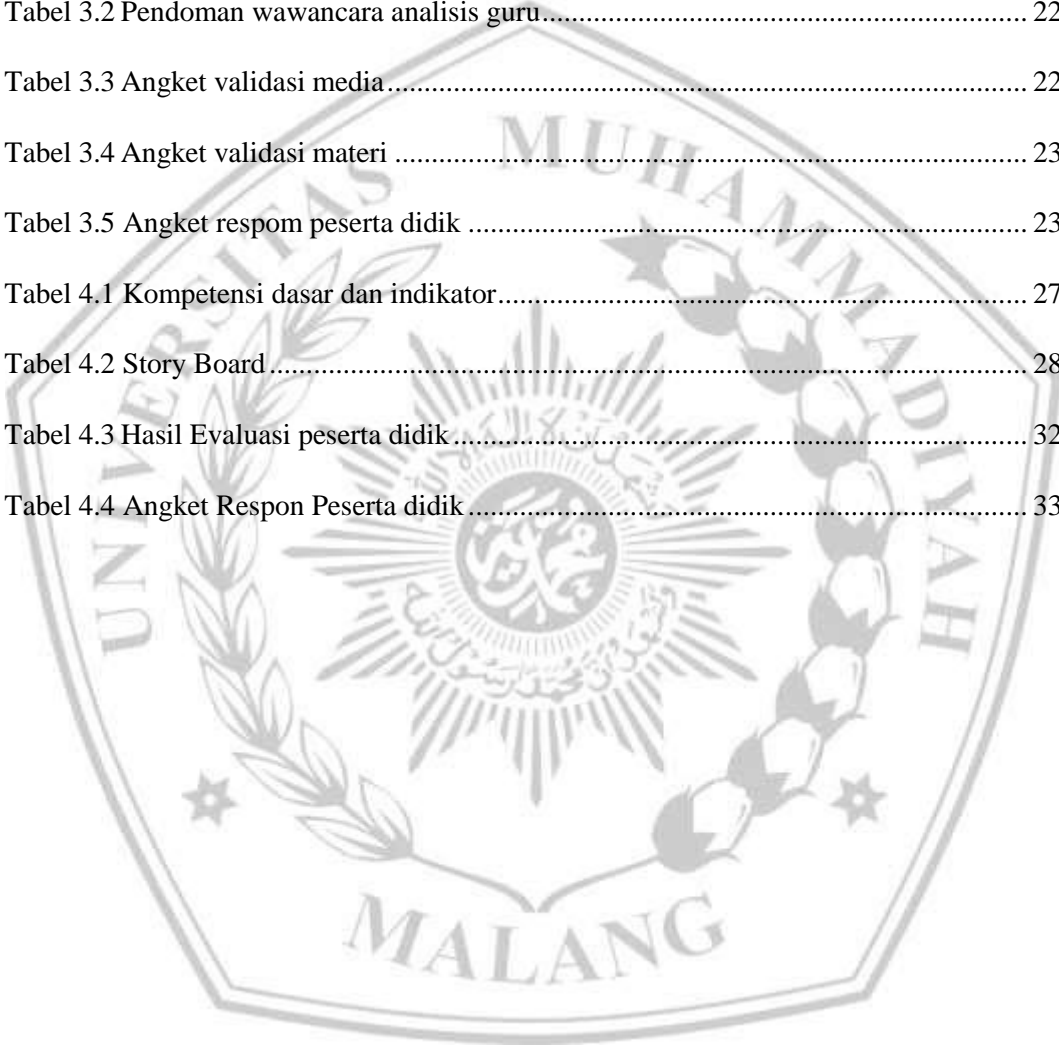 Tabel 3.2 Pendoman wawancara analisis guru ........ 22
Tabel 3.3 Angket validasi media ........ 22
Tabel 3.4 Angket validasi materi ........ 23
Tabel 3.5 Angket respom peserta didik ........ 23
Tabel 4.1 Kompetensi dasar dan indikator ........ 27
Tabel 4.2 Story Board ........ 28
Tabel 4.3 Hasil Evaluasi peserta didik ........ 32
Tabel 4.4 Angket Respon Peserta didik ........ 33
UNIVERSITAS MUHAMMADIYAH
MALANG